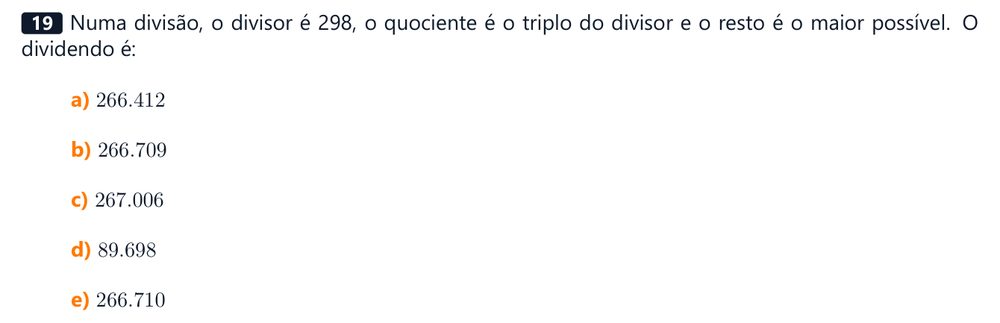 19 Numa divisão, o divisor é 298, o quociente é o triplo do divisor e o resto é o maior possível. O
dividendo é:
a) 266.412
b) 266.709
c) 267.006
d) 89.698
e) 266.710